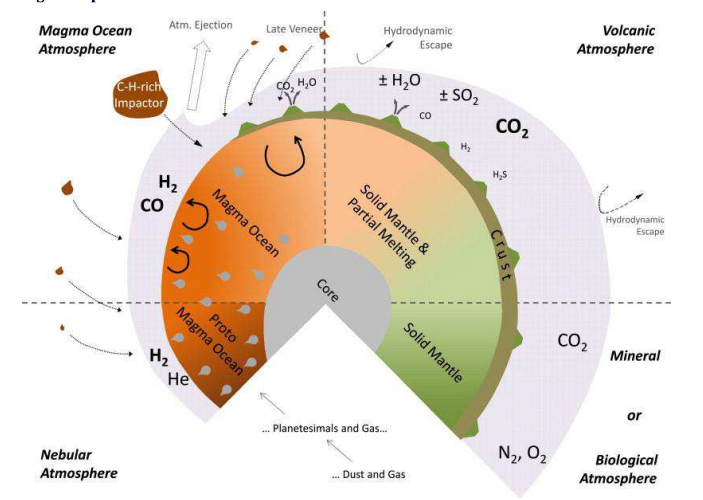 Magma Ocean
Atmosphere
Atm. Ejection
Late Veneer
Hydrodynamic
Escape
Volcanic
Atmosphere
C-H-rich
Impactor
CO₂ H₂O
± H₂O
± SO₂
CO
CO₂
H₂
H₂S
H₂
CO
Magma Ocean
Solid Mantle &
Partial Melting
Crust
Hydrodynamic
Escape
Core
Proto
Magma Ocean
Solid Mantle
H₂
He
CO₂
Mineral
or
Biological
Atmosphere
N₂, O₂
... Planetesimals and Gas...
... Dust and Gas
Nebular
Atmosphere